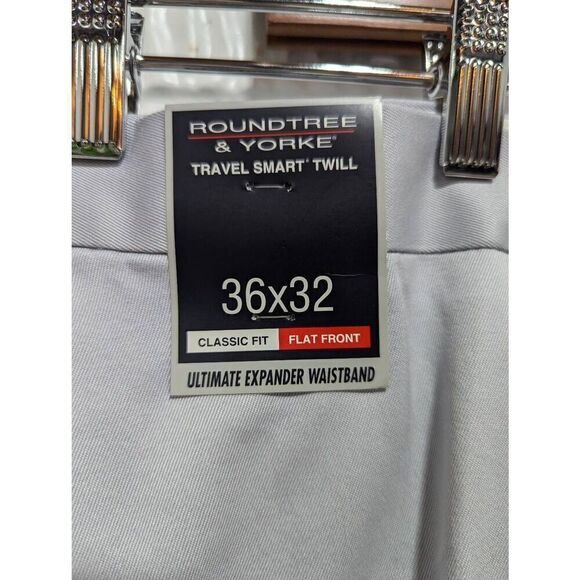 ROUNDTREE
& YORKE®
TRAVEL SMART® TWILL
36x32
CLASSIC FIT FLAT FRONT
ULTIMATE EXPANDER WAISTBAND